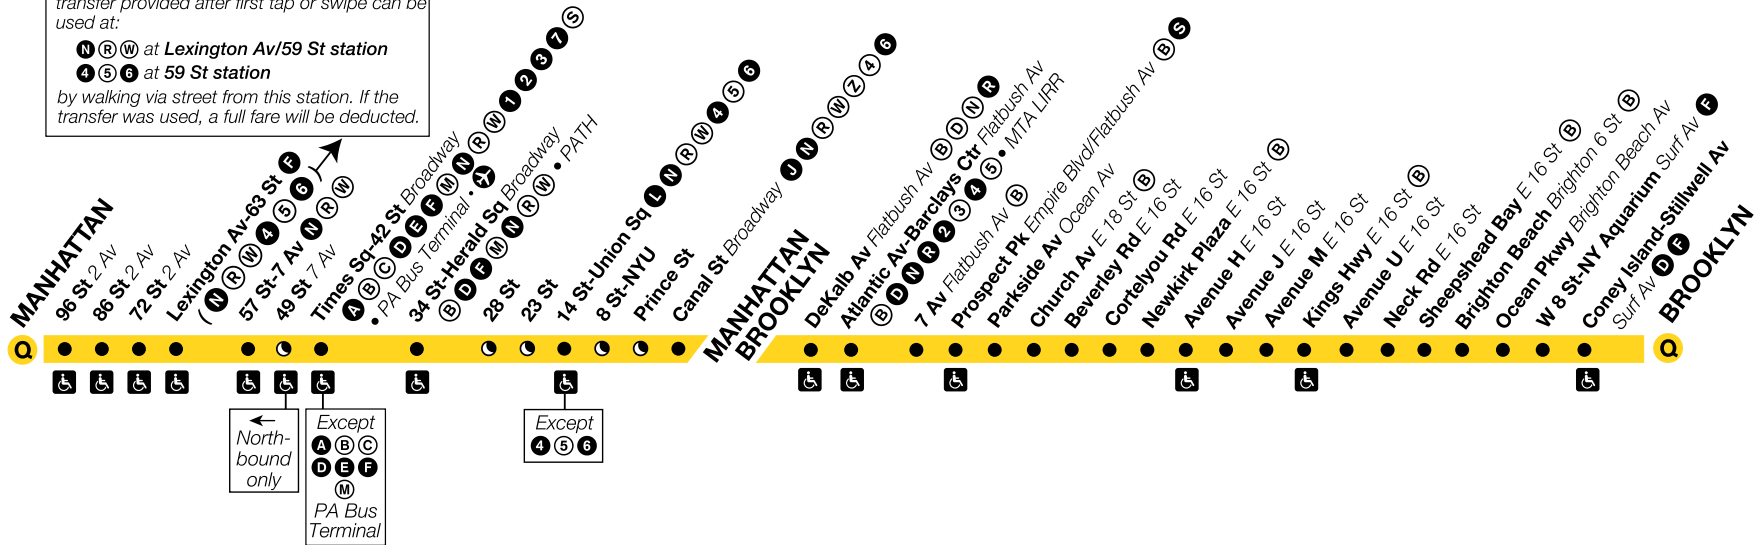 transfer provided after first tap or swipe can be
used at:
N R W at Lexington Av/59 St station
4 5 6 at 59 St station
by walking via street from this station. If the
transfer was used, a full fare will be deducted.
MANHATTAN
96 St 2 Av
86 St 2 Av
72 St 2 Av
Lexington Av-63 St F
( N R W 4 5 6 )
57 St-7 Av N R W
49 St 7 Av
Times Sq-42 St Broadway
A B C D E F M N R W 1 2 3 7 S
• PA Bus Terminal •
34 St-Herald Sq Broadway
B D F M N R W • PATH
28 St
23 St
14 St-Union Sq L N R W 4 5 6
8 St-NYU
Prince St
Canal St Broadway J N R W Z 4 6
MANHATTAN
BROOKLYN
DeKalb Av Flatbush Av B D N R
Atlantic Av-Barclays Ctr Flatbush Av
B D N R 2 3 4 5 • MTA LIRR
7 Av Flatbush Av B
Prospect Pk Empire Blvd/Flatbush Av B S
Parkside Av Ocean Av
Church Av E 18 St B
Beverley Rd E 16 St
Cortelyou Rd E 16 St
Newkirk Plaza E 16 St B
Avenue H E 16 St
Avenue J E 16 St
Avenue M E 16 St
Kings Hwy E 16 St B
Avenue U E 16 St
Neck Rd E 16 St
Sheepshead Bay E 16 St B
Brighton Beach Brighton 6 St B
Ocean Pkwy Brighton Beach Av
W 8 St-NY Aquarium Surf Av F
Coney Island-Stillwell Av
Surf Av D F
BROOKLYN
Q
Q
North-
bound
only
Except
A B C
D E F
M
PA Bus
Terminal
Except
4 5 6